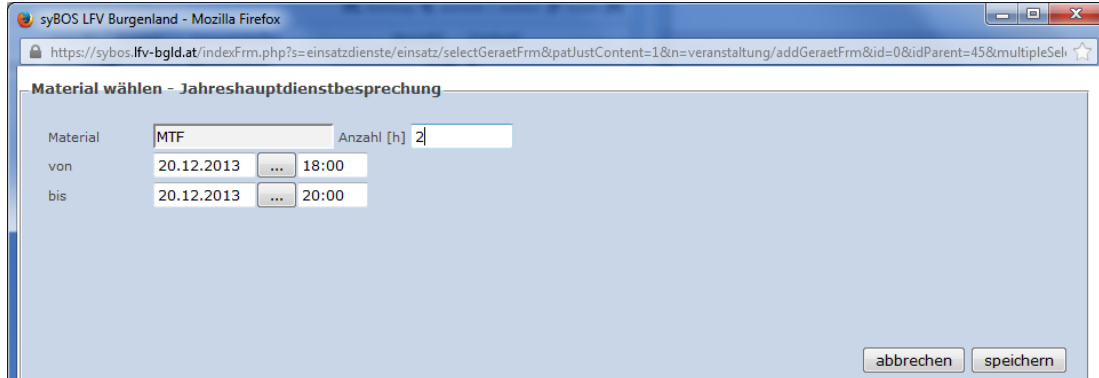 syBOS LFV Burgenland - Mozilla Firefox
https://sybos.lfv-bgld.at/indexFrm.php?s=einsatzdienste/einsatz/selectGeraetFrm&patJustContent=1&n=veranstaltung/addGeraetFrm&id=0&idParent=45&multipleSel
Material wählen - Jahreshauptdienstbesprechung
Material MTF Anzahl [h] 2
von 20.12.2013 ... 18:00
bis 20.12.2013 ... 20:00
abbrechen speichern